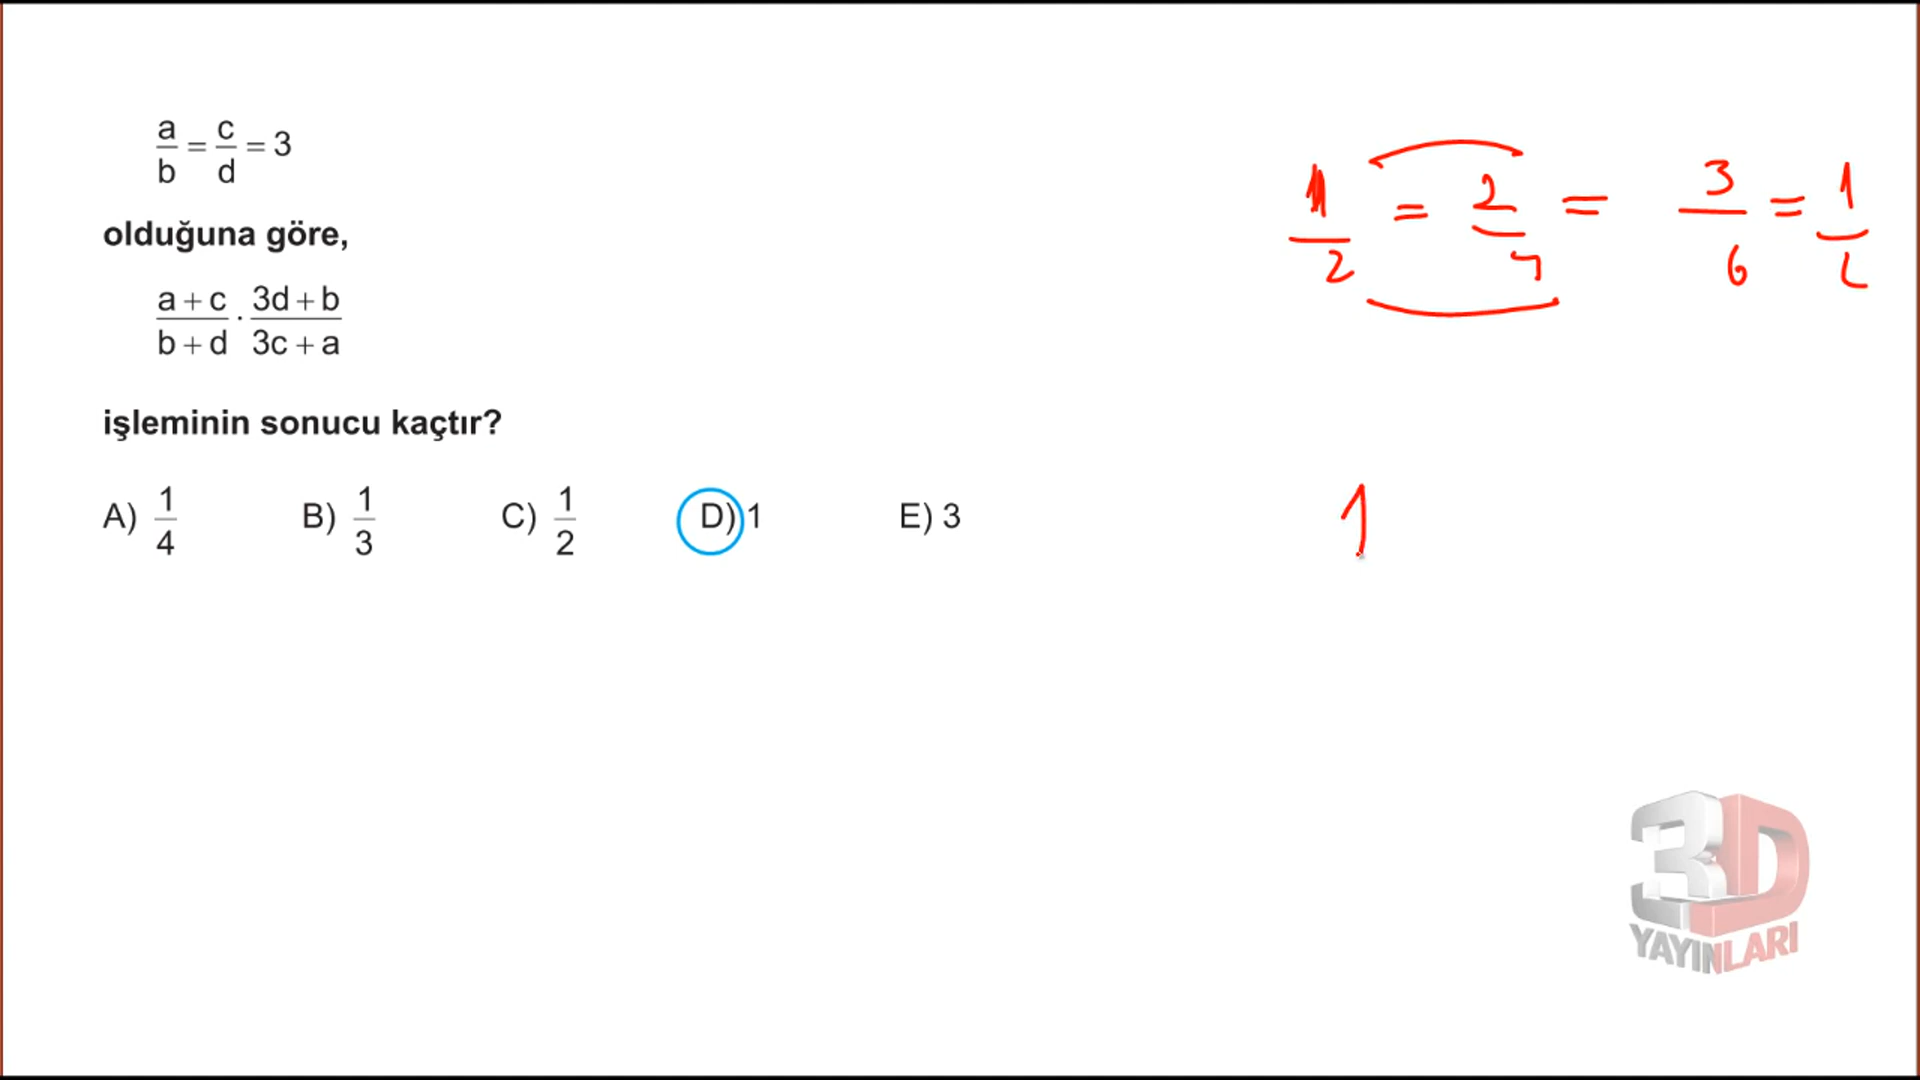 a/b = c/d = 3
olduğuna göre,
a + c/b + d · 3d + b/3c + a
işleminin sonucu kaçtır?
A) 1/4 B) 1/3 C) 1/2 D) 1 E) 3
1/2 = 2/4 = 3/6 = 1/2
1
3D
YAYINLARI